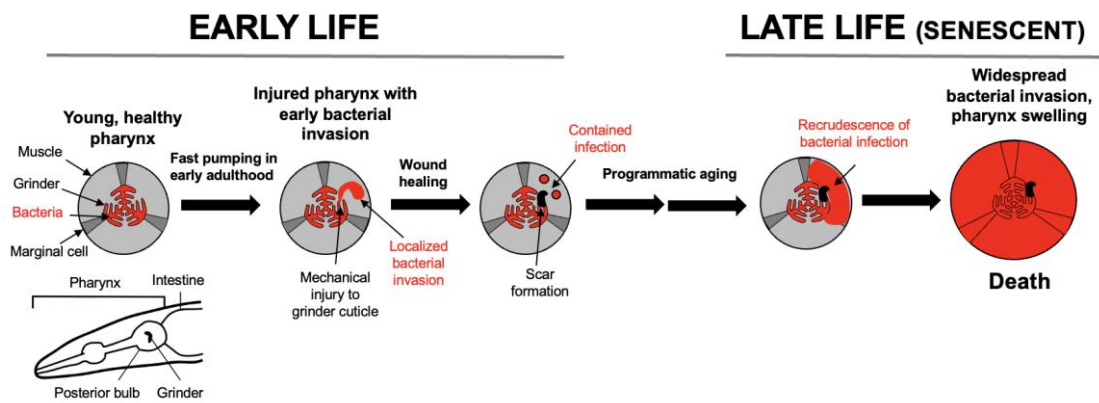 EARLY LIFE
LATE LIFE (SENESCENT)
Young, healthy
pharynx
Muscle
Grinder
Bacteria
Marginal cell
Fast pumping in
early adulthood
Injured pharynx with
early bacterial
invasion
Mechanical
injury to
grinder cuticle
Localized
bacterial
invasion
Wound
healing
Contained
infection
Scar
formation
Programmatic aging
Recrudescence of
bacterial infection
Widespread
bacterial invasion,
pharynx swelling
Death
Pharynx
Intestine
Posterior bulb
Grinder